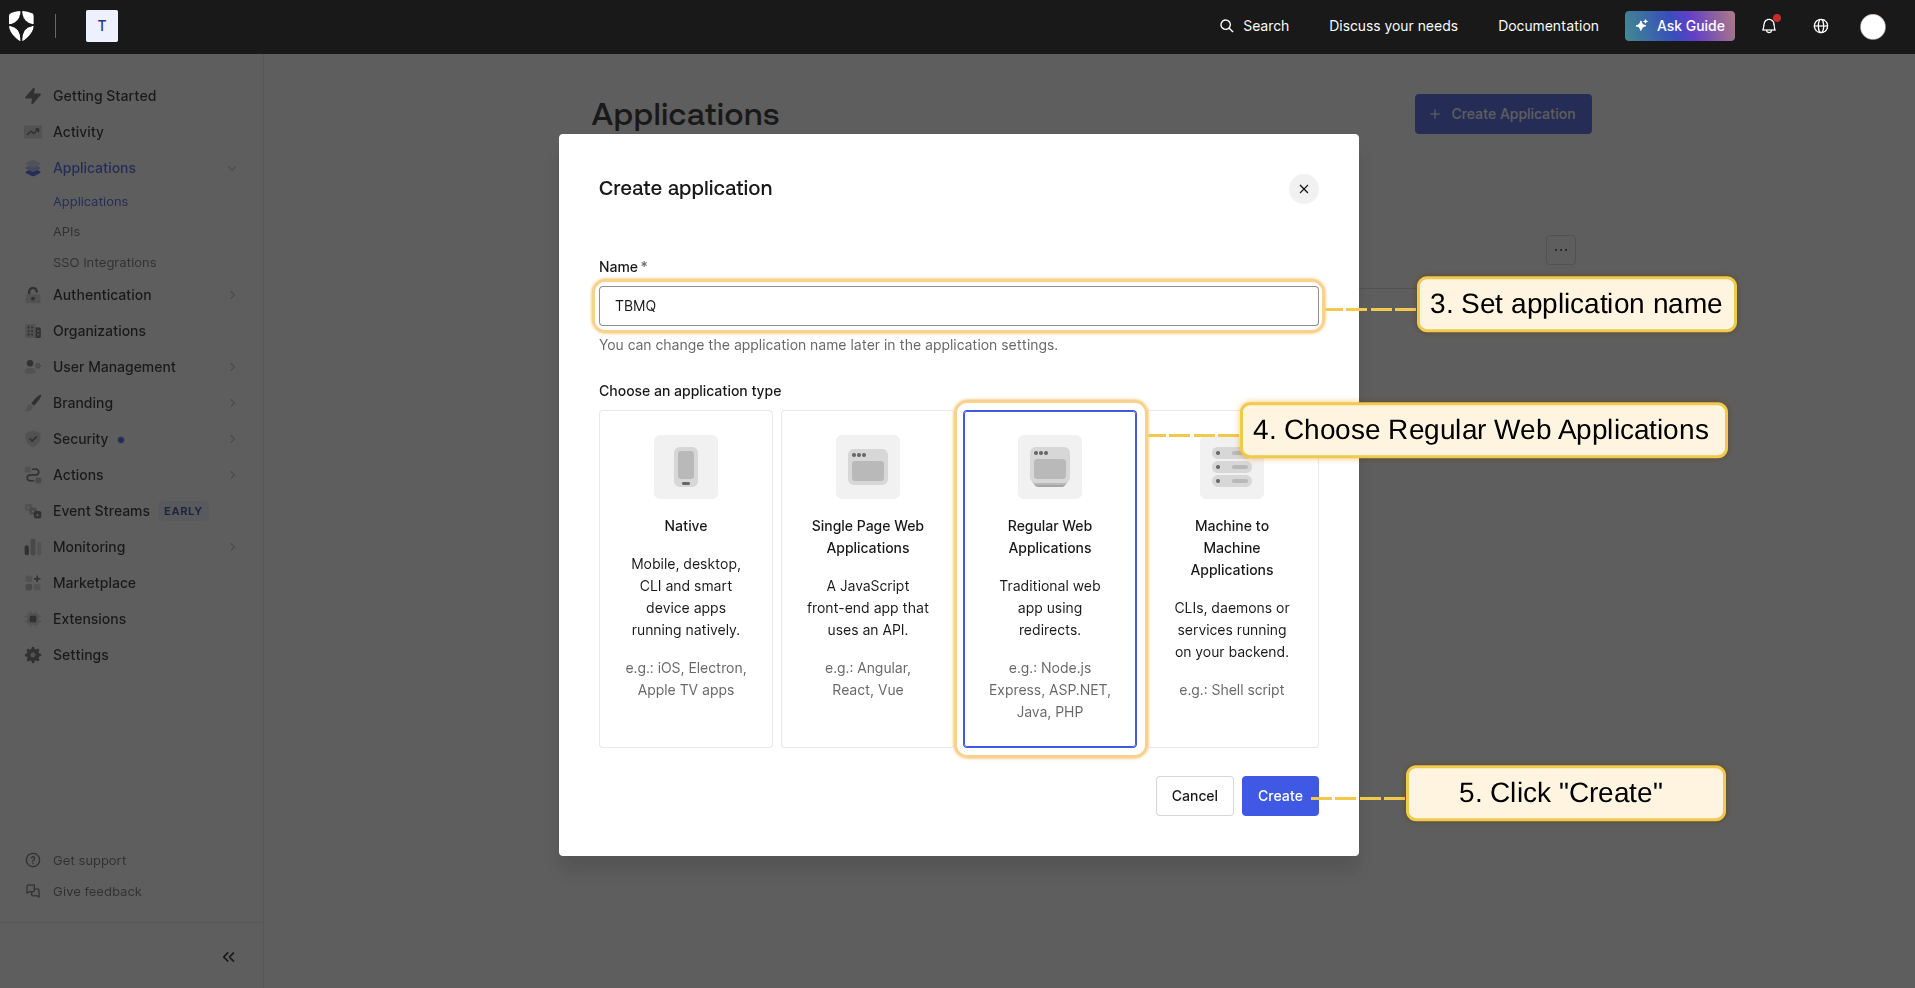 T
Search
Discuss your needs
Documentation
Ask Guide
Getting Started
Activity
Applications
Applications
APIs
SSO Integrations
Authentication
Organizations
User Management
Branding
Security
Actions
Event Streams EARLY
Monitoring
Marketplace
Extensions
Settings
Get support
Give feedback
Applications
+ Create Application
Create application
Name *
TBMQ
You can change the application name later in the application settings.
3. Set application name
Choose an application type
4. Choose Regular Web Applications
Native
Mobile, desktop,
CLI and smart
device apps
running natively.
e.g.: iOS, Electron,
Apple TV apps
Single Page Web
Applications
A JavaScript
front-end app that
uses an API.
e.g.: Angular,
React, Vue
Regular Web
Applications
Traditional web
app using
redirects.
e.g.: Node.js
Express, ASP.NET,
Java, PHP
Machine to
Machine
Applications
CLIs, daemons or
services running
on your backend.
e.g.: Shell script
Cancel
Create
5. Click "Create"